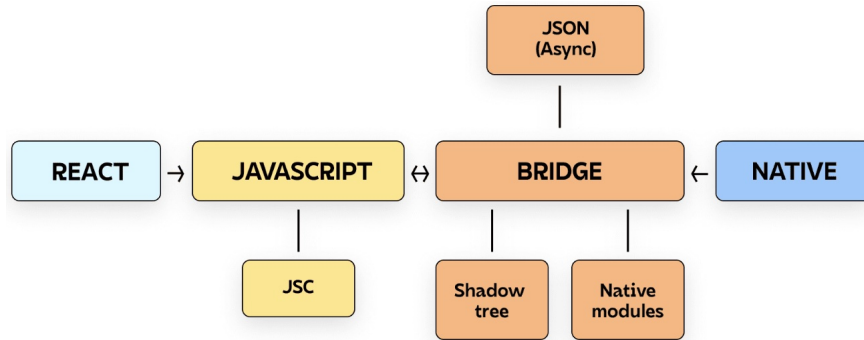 JSON
(Async)
REACT
JAVASCRIPT
BRIDGE
NATIVE
JSC
Shadow
tree
Native
modules